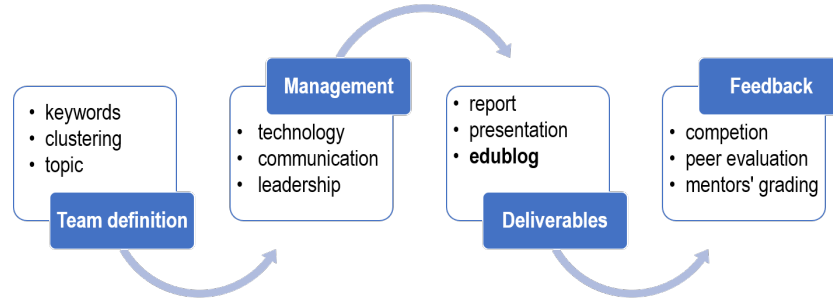 • keywords
• clustering
• topic
Team definition
Management
• technology
• communication
• leadership
• report
• presentation
• edublog
Deliverables
Feedback
• competion
• peer evaluation
• mentors' grading